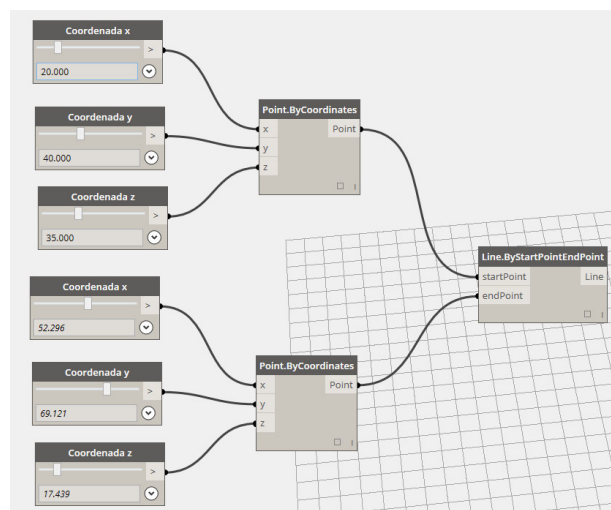 Coordenada x
>
20.000
Coordenada y
>
40.000
Coordenada z
>
35.000
Point.ByCoordinates
x Point
y
z
Line.ByStartPointEndPoint
startPoint Line
endPoint
Coordenada x
>
52.296
Coordenada y
>
69.121
Coordenada z
>
17.439
Point.ByCoordinates
x Point
y
z